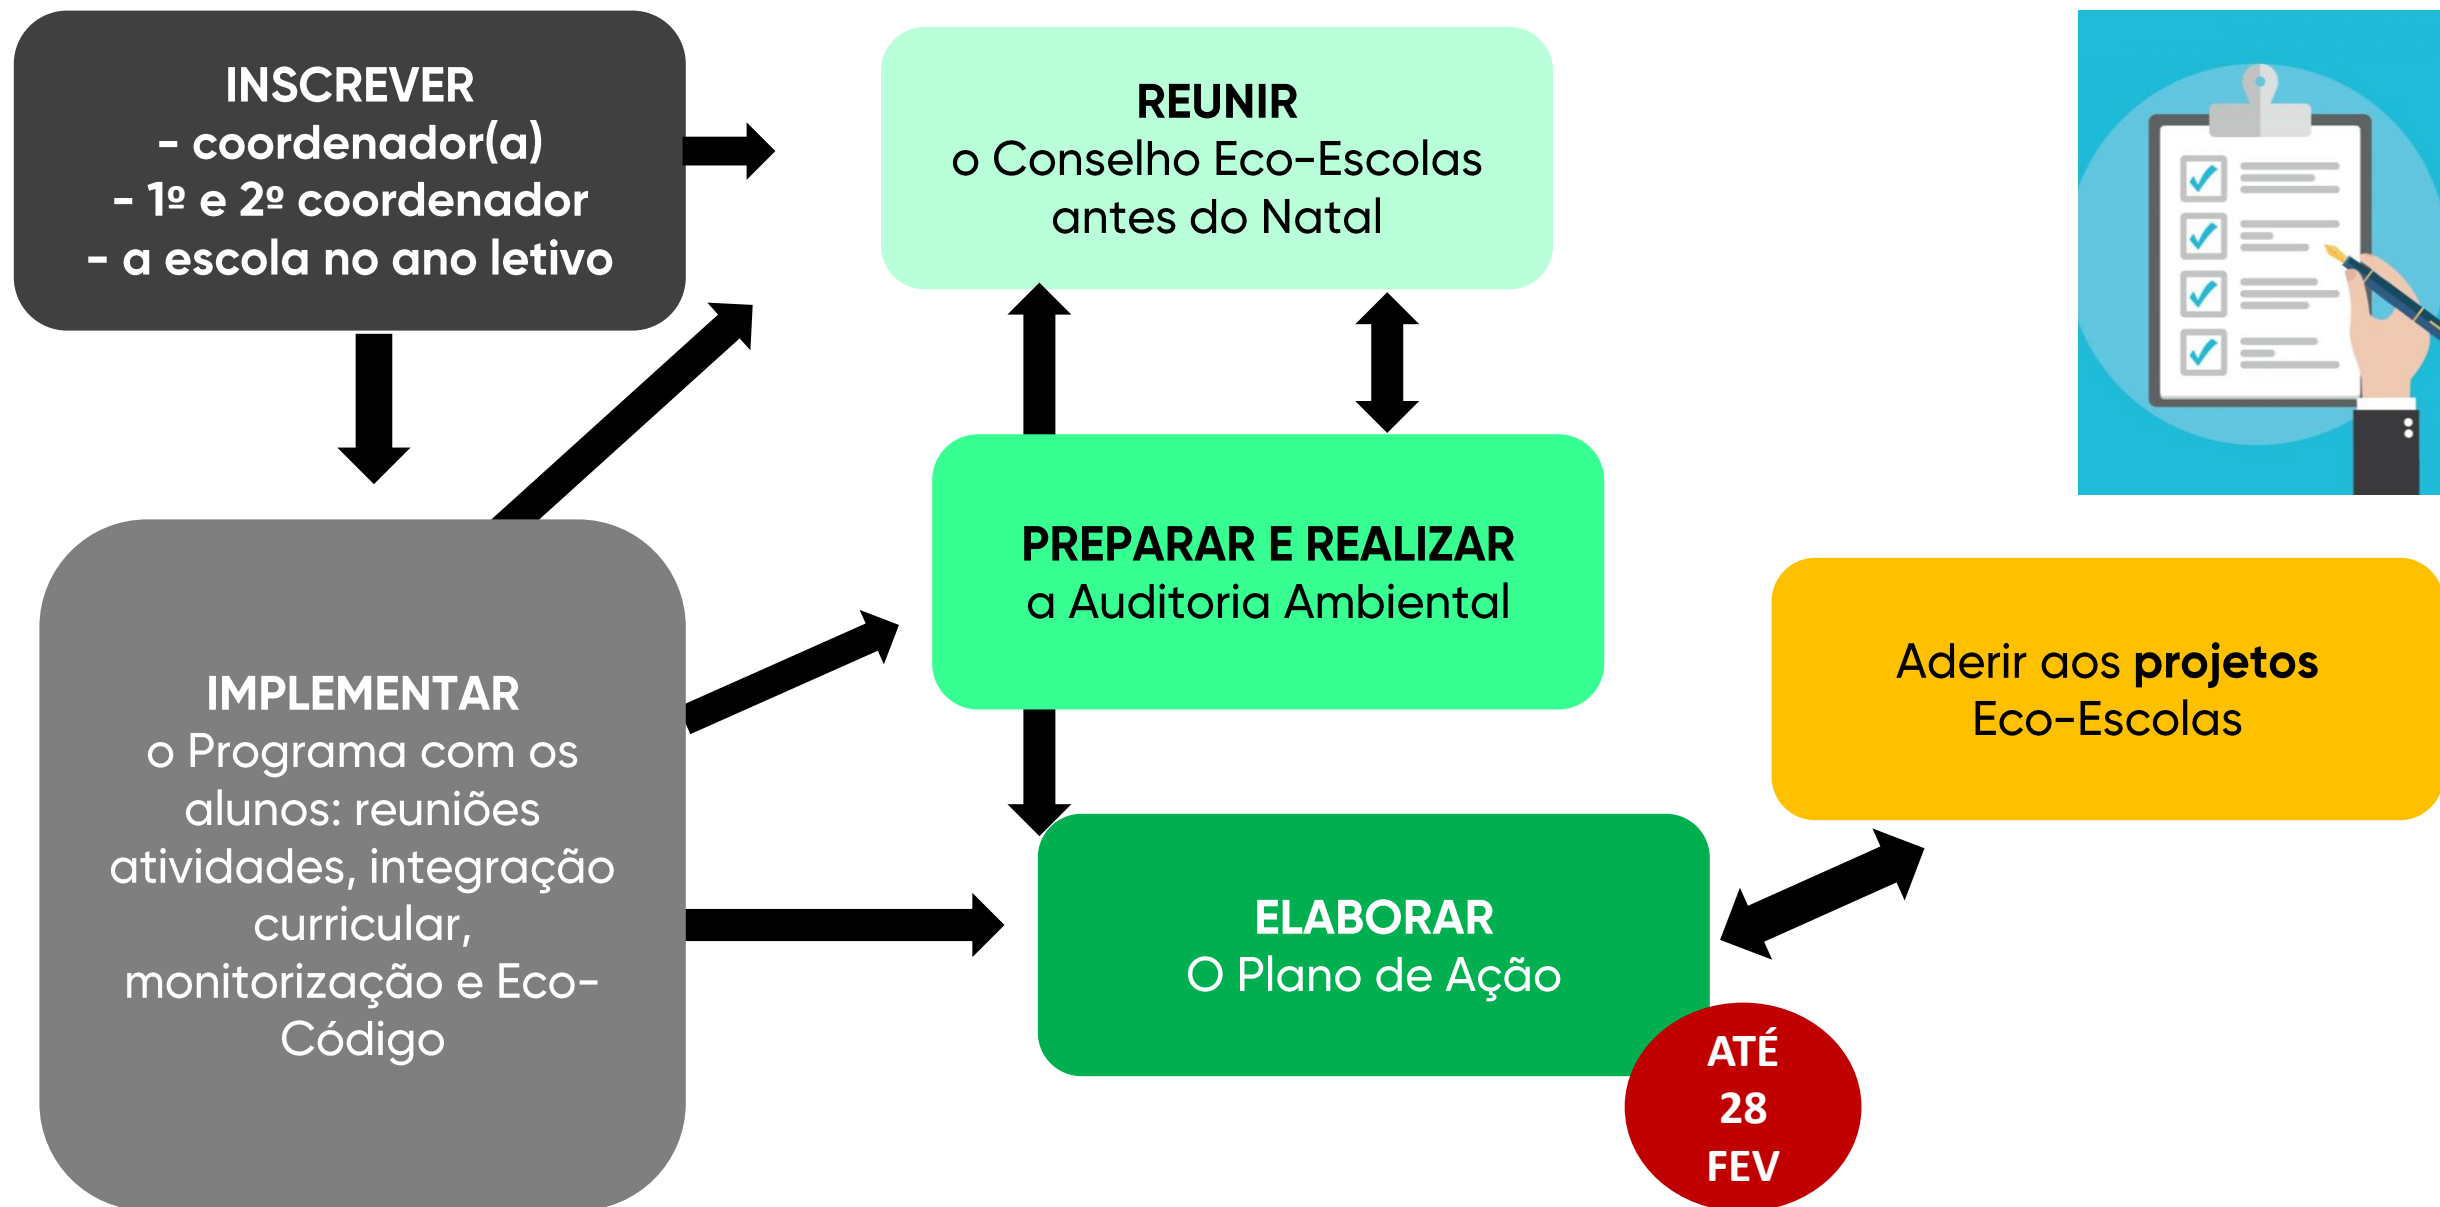 INSCREVER
- coordenador(a)
- 1º e 2º coordenador
- a escola no ano letivo
REUNIR
o Conselho Eco-Escolas
antes do Natal
PREPARAR E REALIZAR
a Auditoria Ambiental
IMPLEMENTAR
o Programa com os
alunos: reuniões
atividades, integração
curricular,
monitorização e Eco-
Código
Aderir aos projetos
Eco-Escolas
ELABORAR
O Plano de Ação
ATÉ
28
FEV